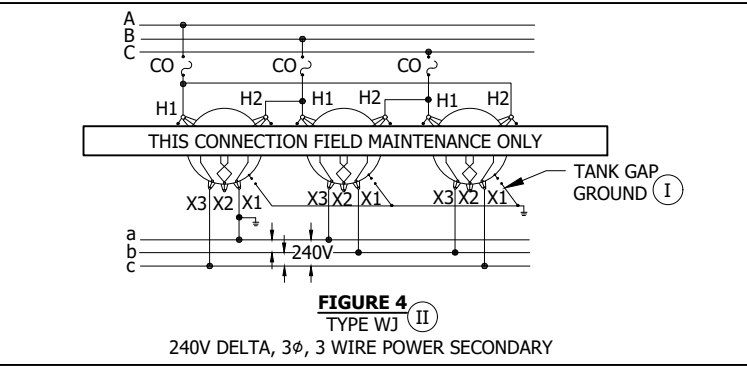 A
B
C
CO CO CO
H1 H2 H1 H2 H1 H2
THIS CONNECTION FIELD MAINTENANCE ONLY
TANK GAP
GROUND I
X3 X2 X1 X3 X2 X1 X3 X2 X1
a
b 240V
c
FIGURE 4
TYPE WJ II
240V DELTA, 3ø, 3 WIRE POWER SECONDARY